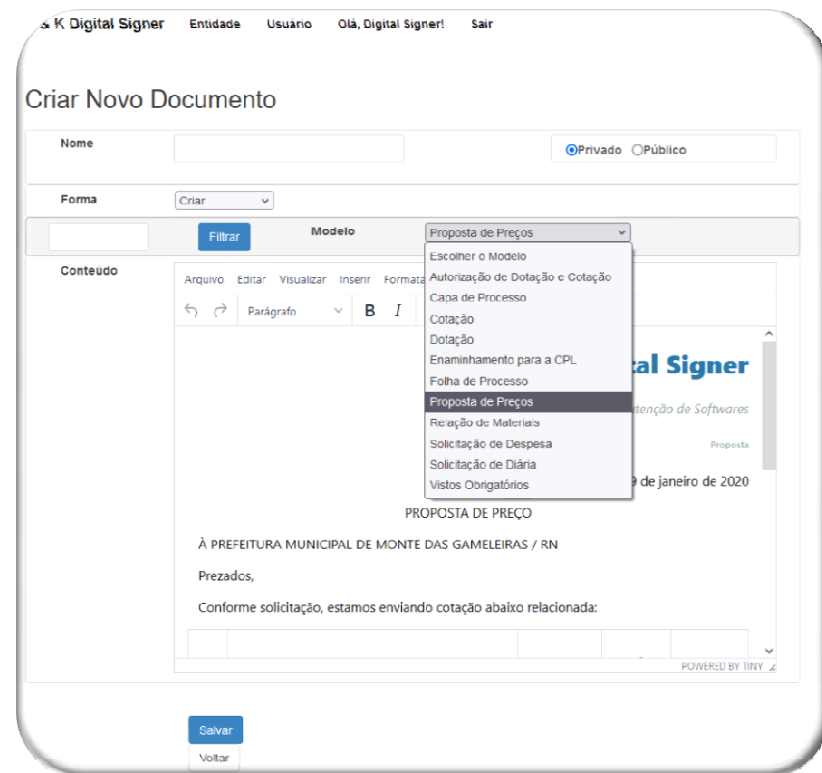 & K Digital Signer Entidade Usuário Olá, Digital Signer! Sair
Criar Novo Documento
Nome
Privado Público
Forma Criar
Filtrar Modelo Proposta de Preços
Escolher o Modelo
Autorização de Dotação e Cotação
Capa de Processo
Cotação
Dotação
Enaminhamento para a CPL
Folha de Processo
Proposta de Preços
Relação de Materiais
Solicitação de Despesa
Solicitação de Diária
Vistos Obrigatórios
Conteúdo
Arquivo Editar Visualizar Inserir Formata
Parágrafo B I
tal Signer
tenção de Softwares
Proposta
9 de janeiro de 2020
PROPOSTA DE PREÇO
À PREFEITURA MUNICIPAL DE MONTE DAS GAMELEIRAS / RN
Prezados,
Conforme solicitação, estamos enviando cotação abaixo relacionada:
POWERED BY TINY
Salvar
Voltar